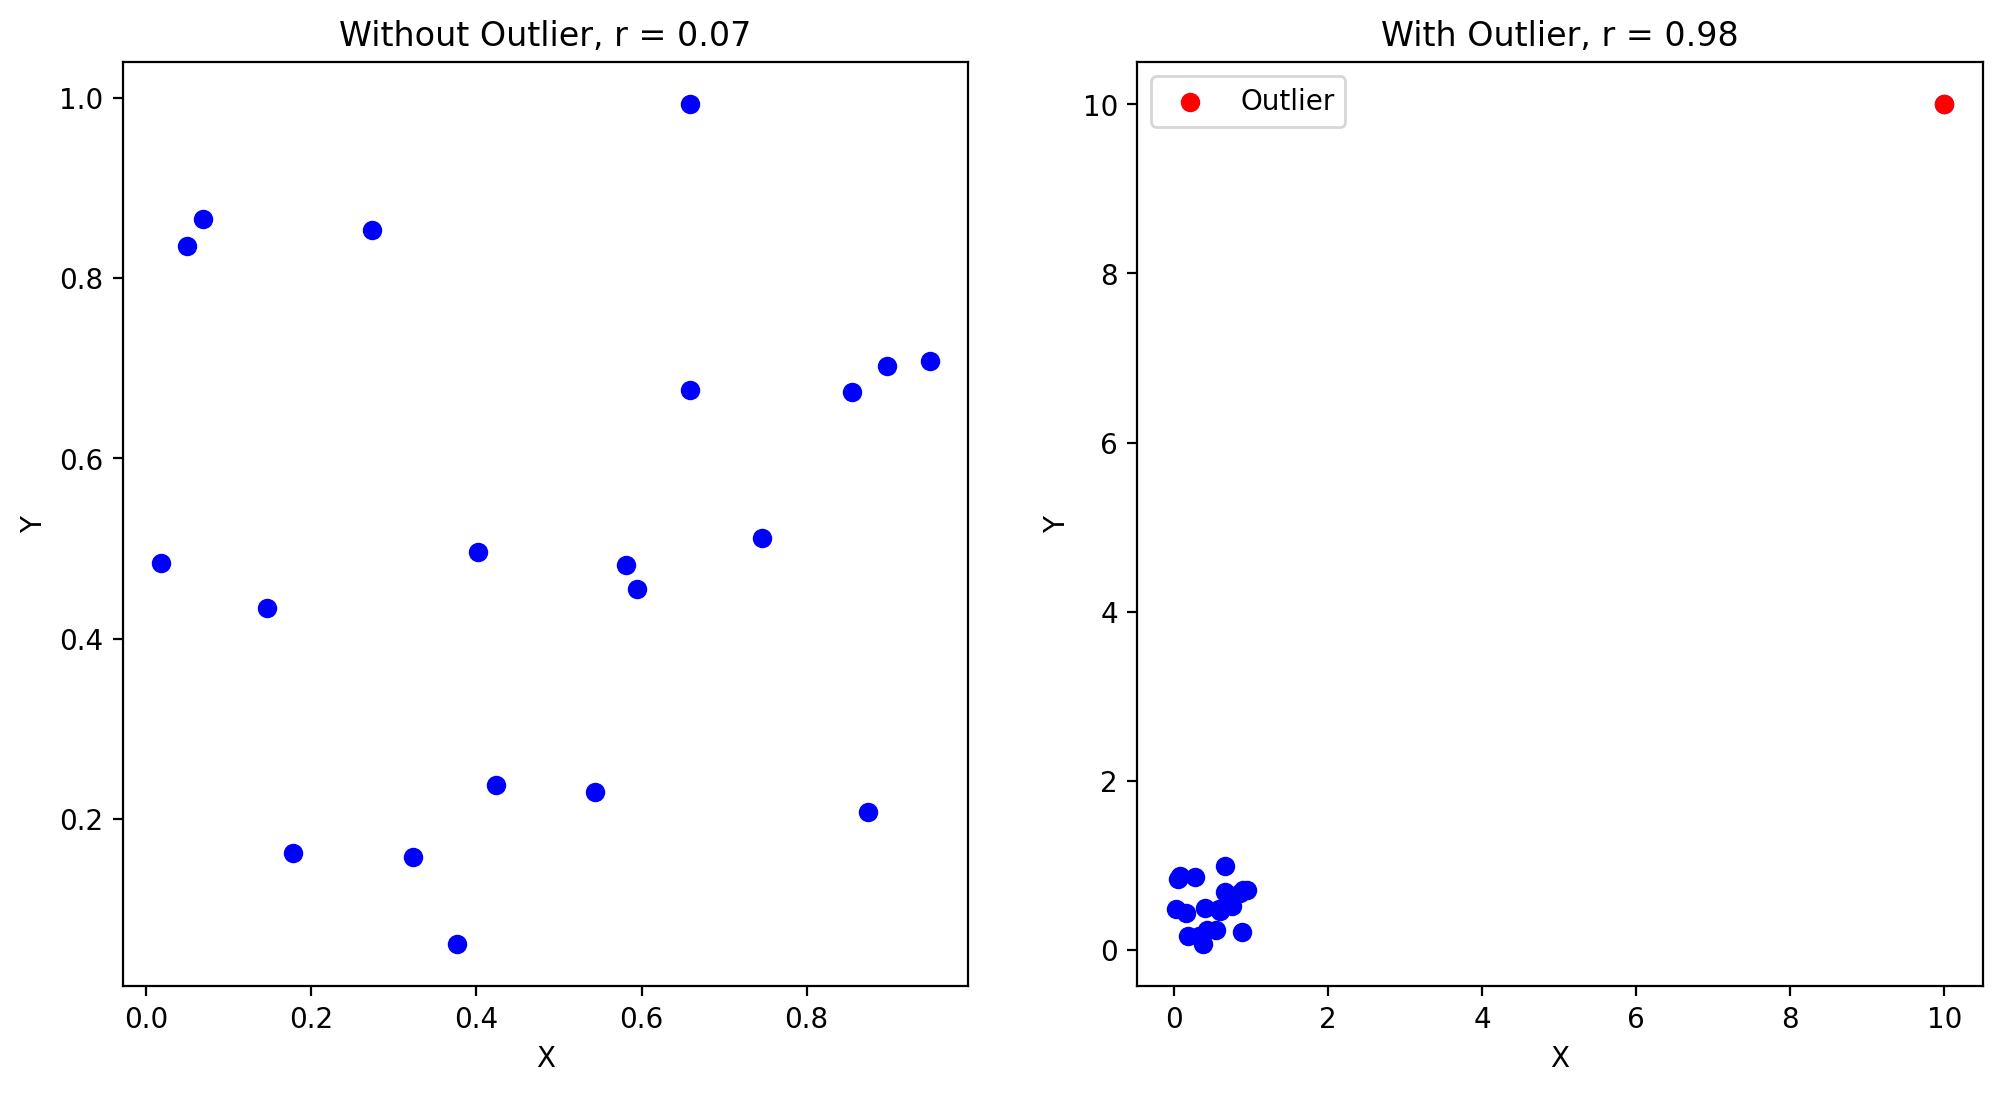 Without Outlier, r = 0.07
1.0
0.8
0.6
0.4
0.2
Y
0.0 0.2 0.4 0.6 0.8
X
With Outlier, r = 0.98
Outlier
10
8
6
4
2
0
Y
0 2 4 6 8 10
X